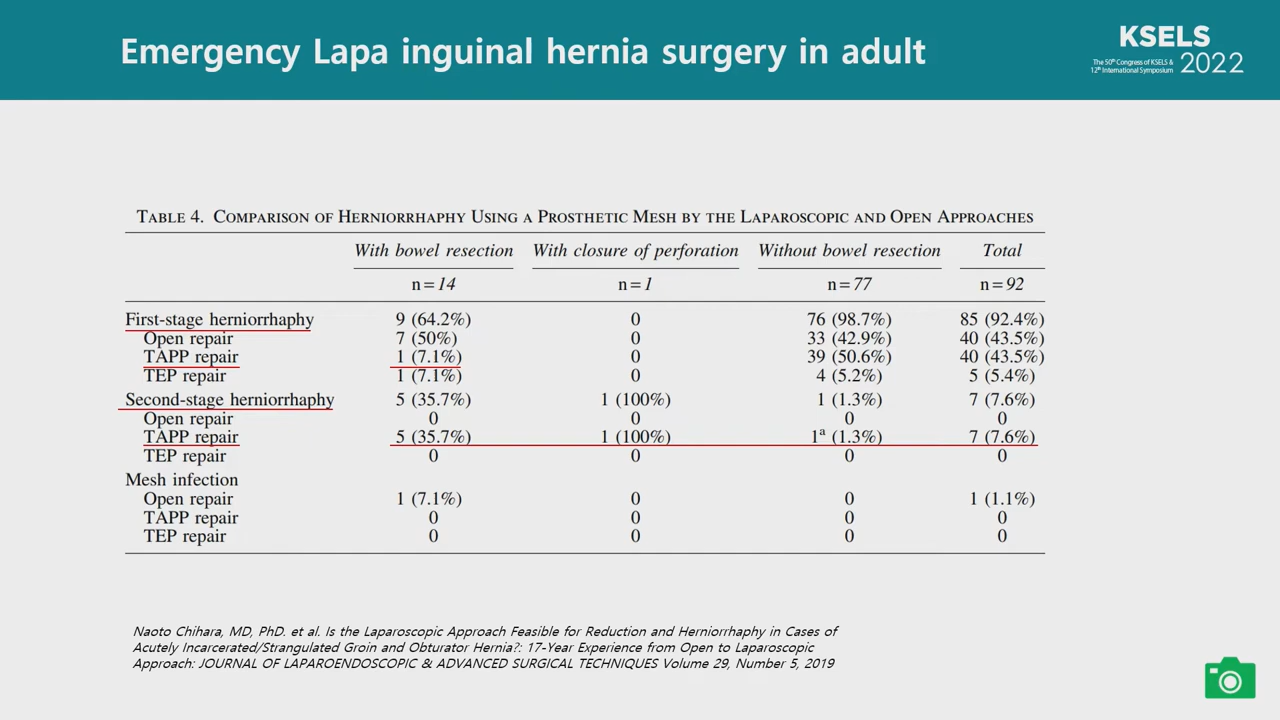 Emergency Lapa inguinal hernia surgery in adult
KSELS
The 50th Congress of KSELS &
12th International Symposium 2022
TABLE 4. COMPARISON OF HERNIORRHAPHY USING A PROSTHETIC MESH BY THE LAPAROSCOPIC AND OPEN APPROACHES
With bowel resection With closure of perforation Without bowel resection Total
n=14 n=1 n=77 n=92
First-stage herniorrhaphy 9 (64.2%) 0 76 (98.7%) 85 (92.4%)
Open repair 7 (50%) 0 33 (42.9%) 40 (43.5%)
TAPP repair 1 (7.1%) 0 39 (50.6%) 40 (43.5%)
TEP repair 1 (7.1%) 0 4 (5.2%) 5 (5.4%)
Second-stage herniorrhaphy 5 (35.7%) 1 (100%) 1 (1.3%) 7 (7.6%)
Open repair 0 0 0 0
TAPP repair 5 (35.7%) 1 (100%) 1ᵃ (1.3%) 7 (7.6%)
TEP repair 0 0 0 0
Mesh infection
Open repair 1 (7.1%) 0 0 1 (1.1%)
TAPP repair 0 0 0 0
TEP repair 0 0 0 0
Naoto Chihara, MD, PhD. et al. Is the Laparoscopic Approach Feasible for Reduction and Herniorrhaphy in Cases of
Acutely Incarcerated/Strangulated Groin and Obturator Hernia?: 17-Year Experience from Open to Laparoscopic
Approach: JOURNAL OF LAPAROENDOSCOPIC & ADVANCED SURGICAL TECHNIQUES Volume 29, Number 5, 2019